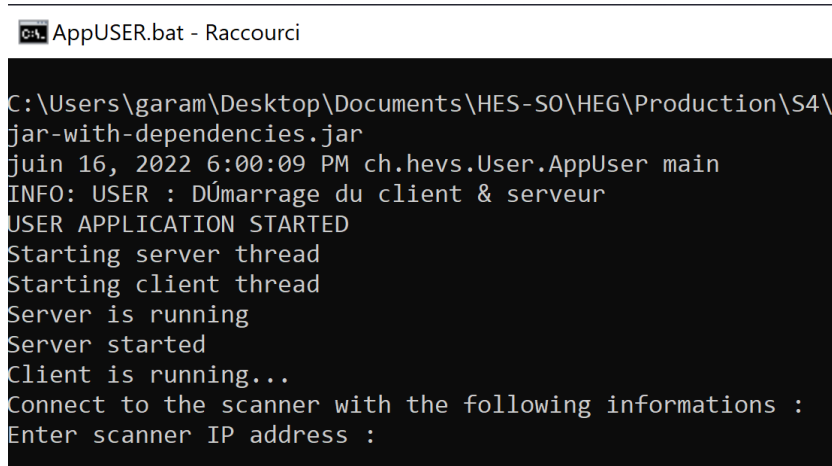 AppUSER.bat - Raccourci
C:\Users\garam\Desktop\Documents\HES-SO\HEG\Production\S4\
jar-with-dependencies.jar
juin 16, 2022 6:00:09 PM ch.hevs.User.AppUser main
INFO: USER : DÚmarrage du client & serveur
USER APPLICATION STARTED
Starting server thread
Starting client thread
Server is running
Server started
Client is running...
Connect to the scanner with the following informations :
Enter scanner IP address :